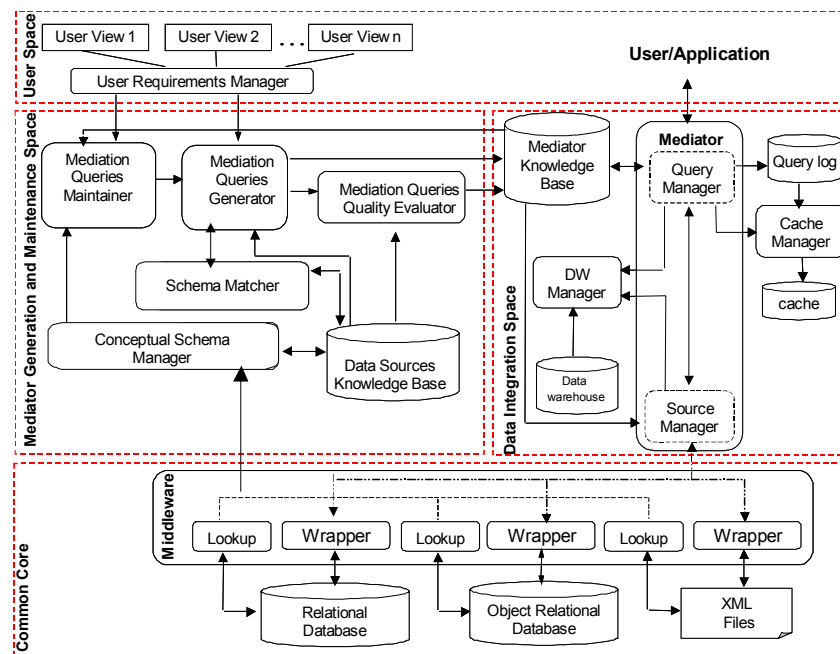 User Space
User View 1
User View 2
...
User View n
User Requirements Manager
User/Application
Mediator Generation and Maintenance Space
Mediation
Queries
Maintainer
Mediation
Queries
Generator
Mediation Queries
Quality Evaluator
Schema Matcher
Conceptual Schema
Manager
Data Sources
Knowledge Base
Data Integration Space
Mediator
Knowledge
Base
Mediator
Query
Manager
Query log
Cache
Manager
cache
DW
Manager
Data
warehouse
Source
Manager
Common Core
Middleware
Lookup
Wrapper
Lookup
Wrapper
Lookup
Wrapper
Relational
Database
Object Relational
Database
XML
Files